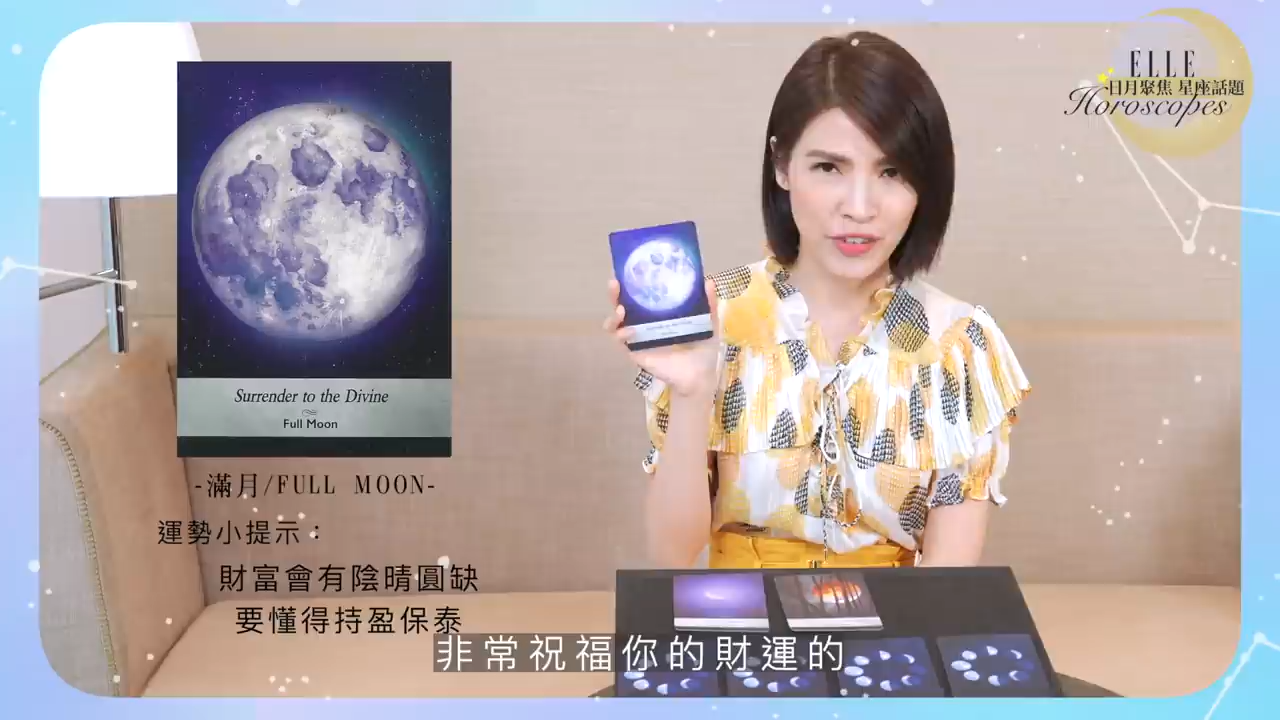 ELLE
日月聚焦 星座話題
Horoscopes
Surrender to the Divine
Full Moon
-滿月/FULL MOON-
運勢小提示：
財富會有陰晴圓缺
要懂得持盈保泰
非常祝福你的財運的